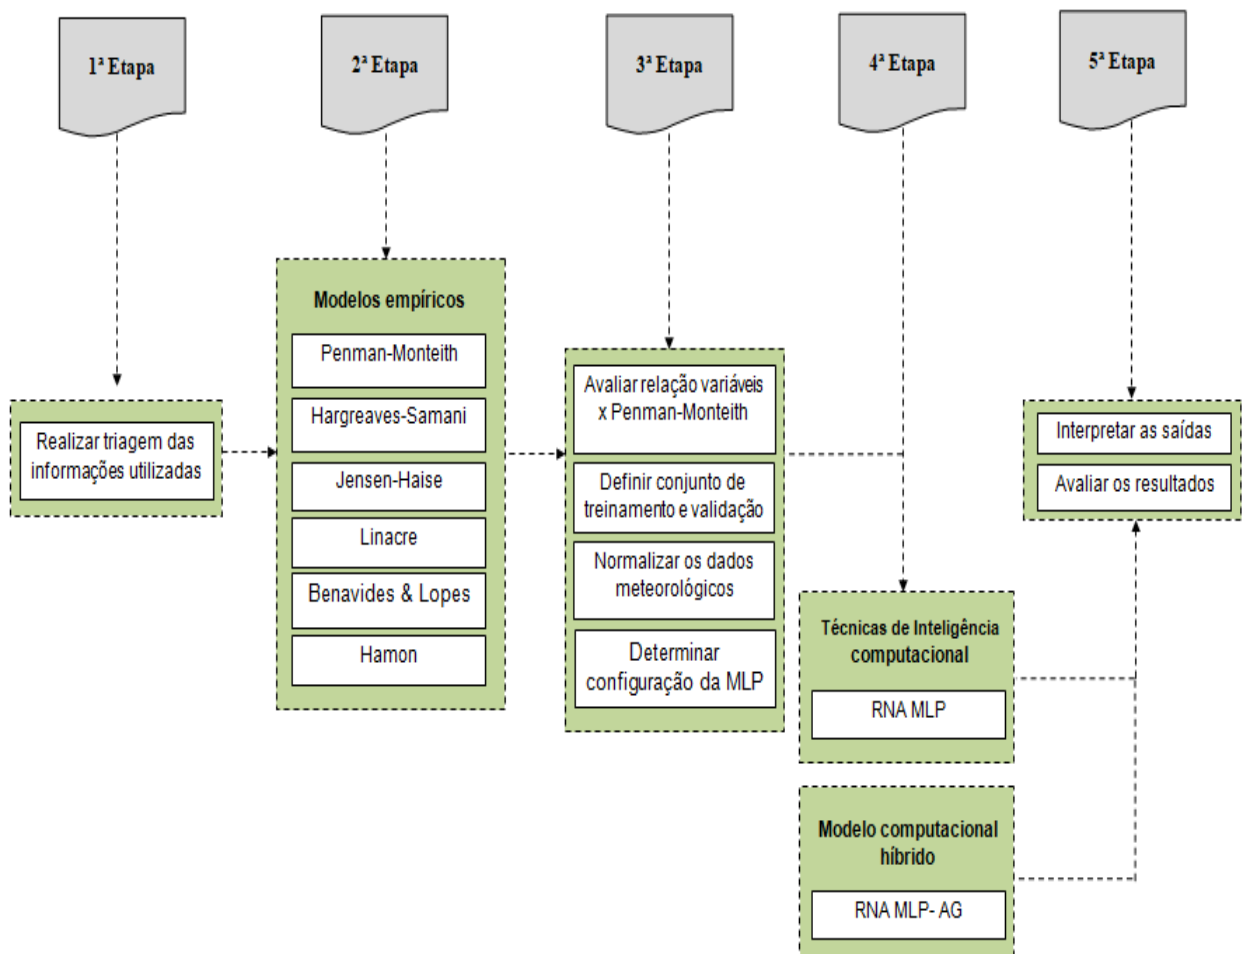 1ª Etapa
2ª Etapa
3ª Etapa
4ª Etapa
5ª Etapa
Realizar triagem das
informações utilizadas
Modelos empíricos
Penman-Monteith
Hargreaves-Samani
Jensen-Haise
Linacre
Benavides & Lopes
Hamon
Avaliar relação variáveis
x Penman-Monteith
Definir conjunto de
treinamento e validação
Normalizar os dados
meteorológicos
Determinar
configuração da MLP
Técnicas de Inteligência
computacional
RNA MLP
Modelo computacional
híbrido
RNA MLP- AG
Interpretar as saídas
Avaliar os resultados